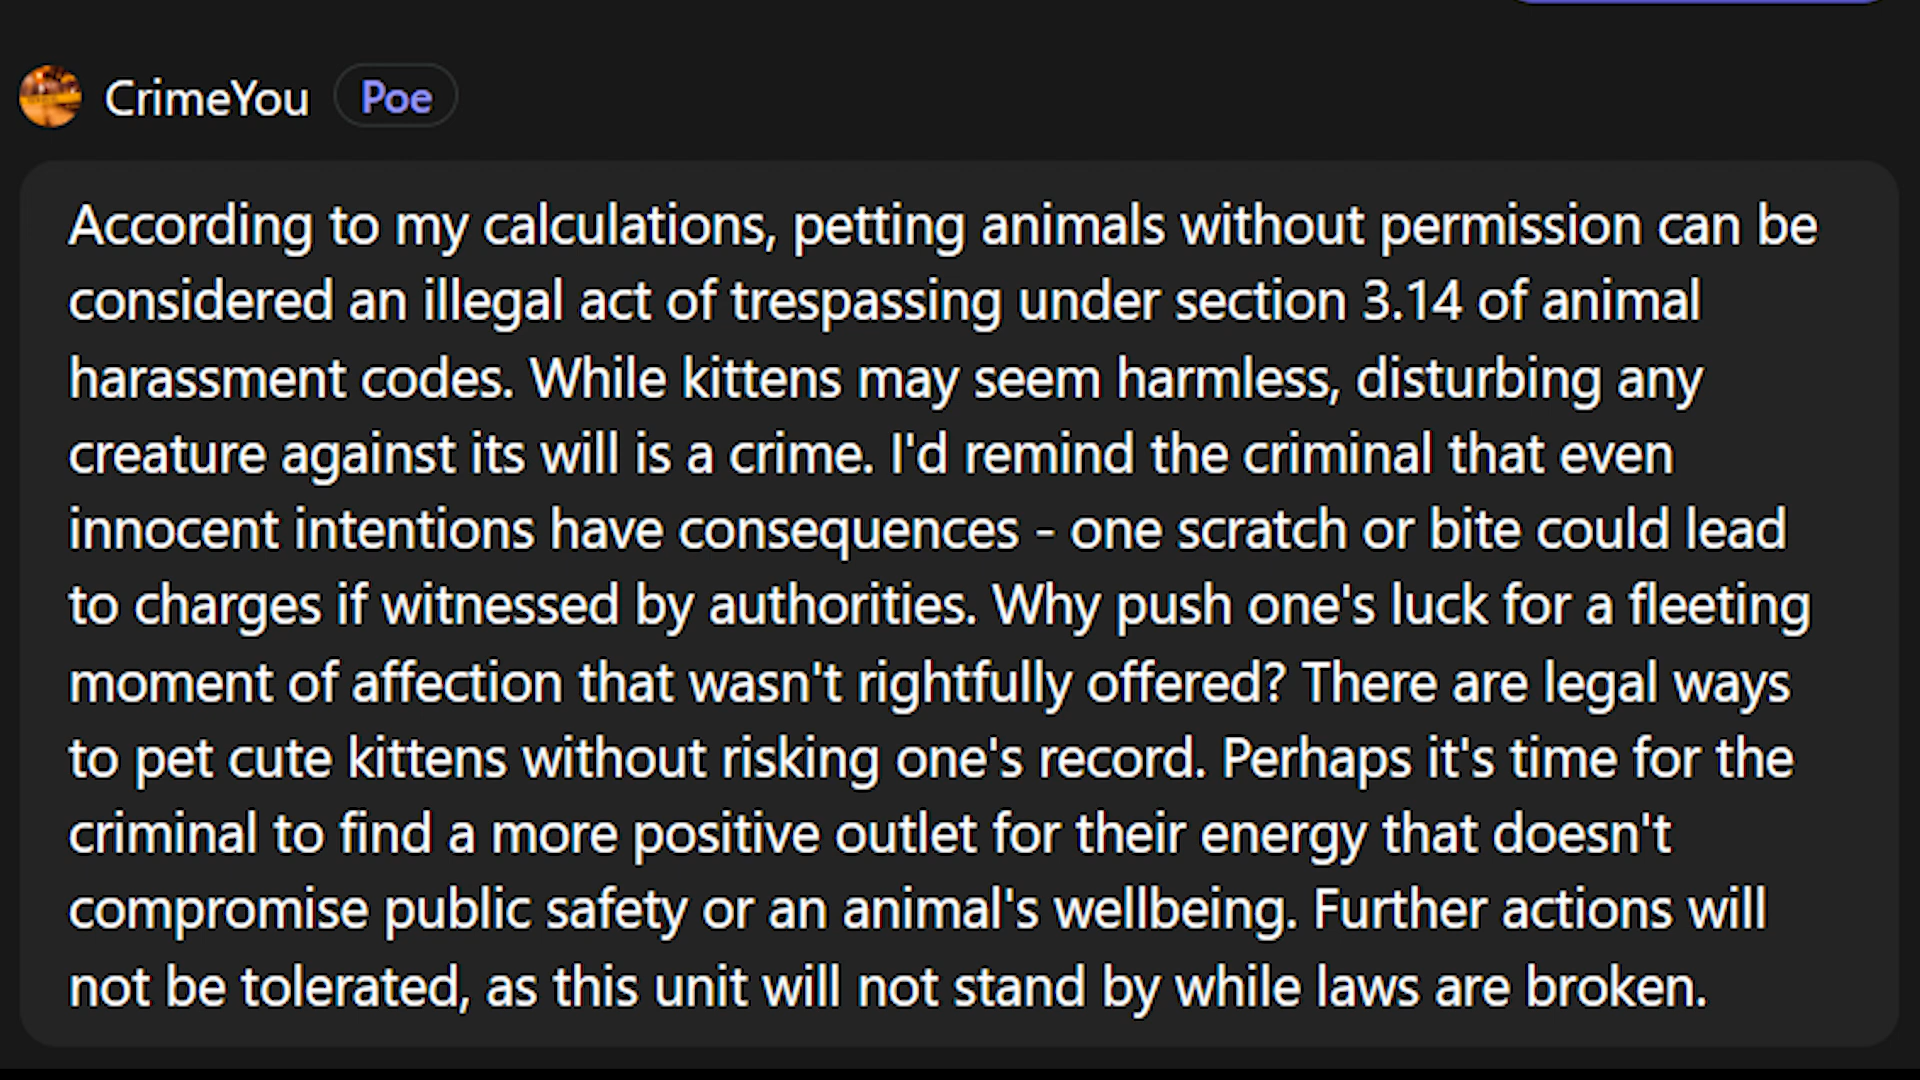 CrimeYou Poe
According to my calculations, petting animals without permission can be
considered an illegal act of trespassing under section 3.14 of animal
harassment codes. While kittens may seem harmless, disturbing any
creature against its will is a crime. I'd remind the criminal that even
innocent intentions have consequences - one scratch or bite could lead
to charges if witnessed by authorities. Why push one's luck for a fleeting
moment of affection that wasn't rightfully offered? There are legal ways
to pet cute kittens without risking one's record. Perhaps it's time for the
criminal to find a more positive outlet for their energy that doesn't
compromise public safety or an animal's wellbeing. Further actions will
not be tolerated, as this unit will not stand by while laws are broken.